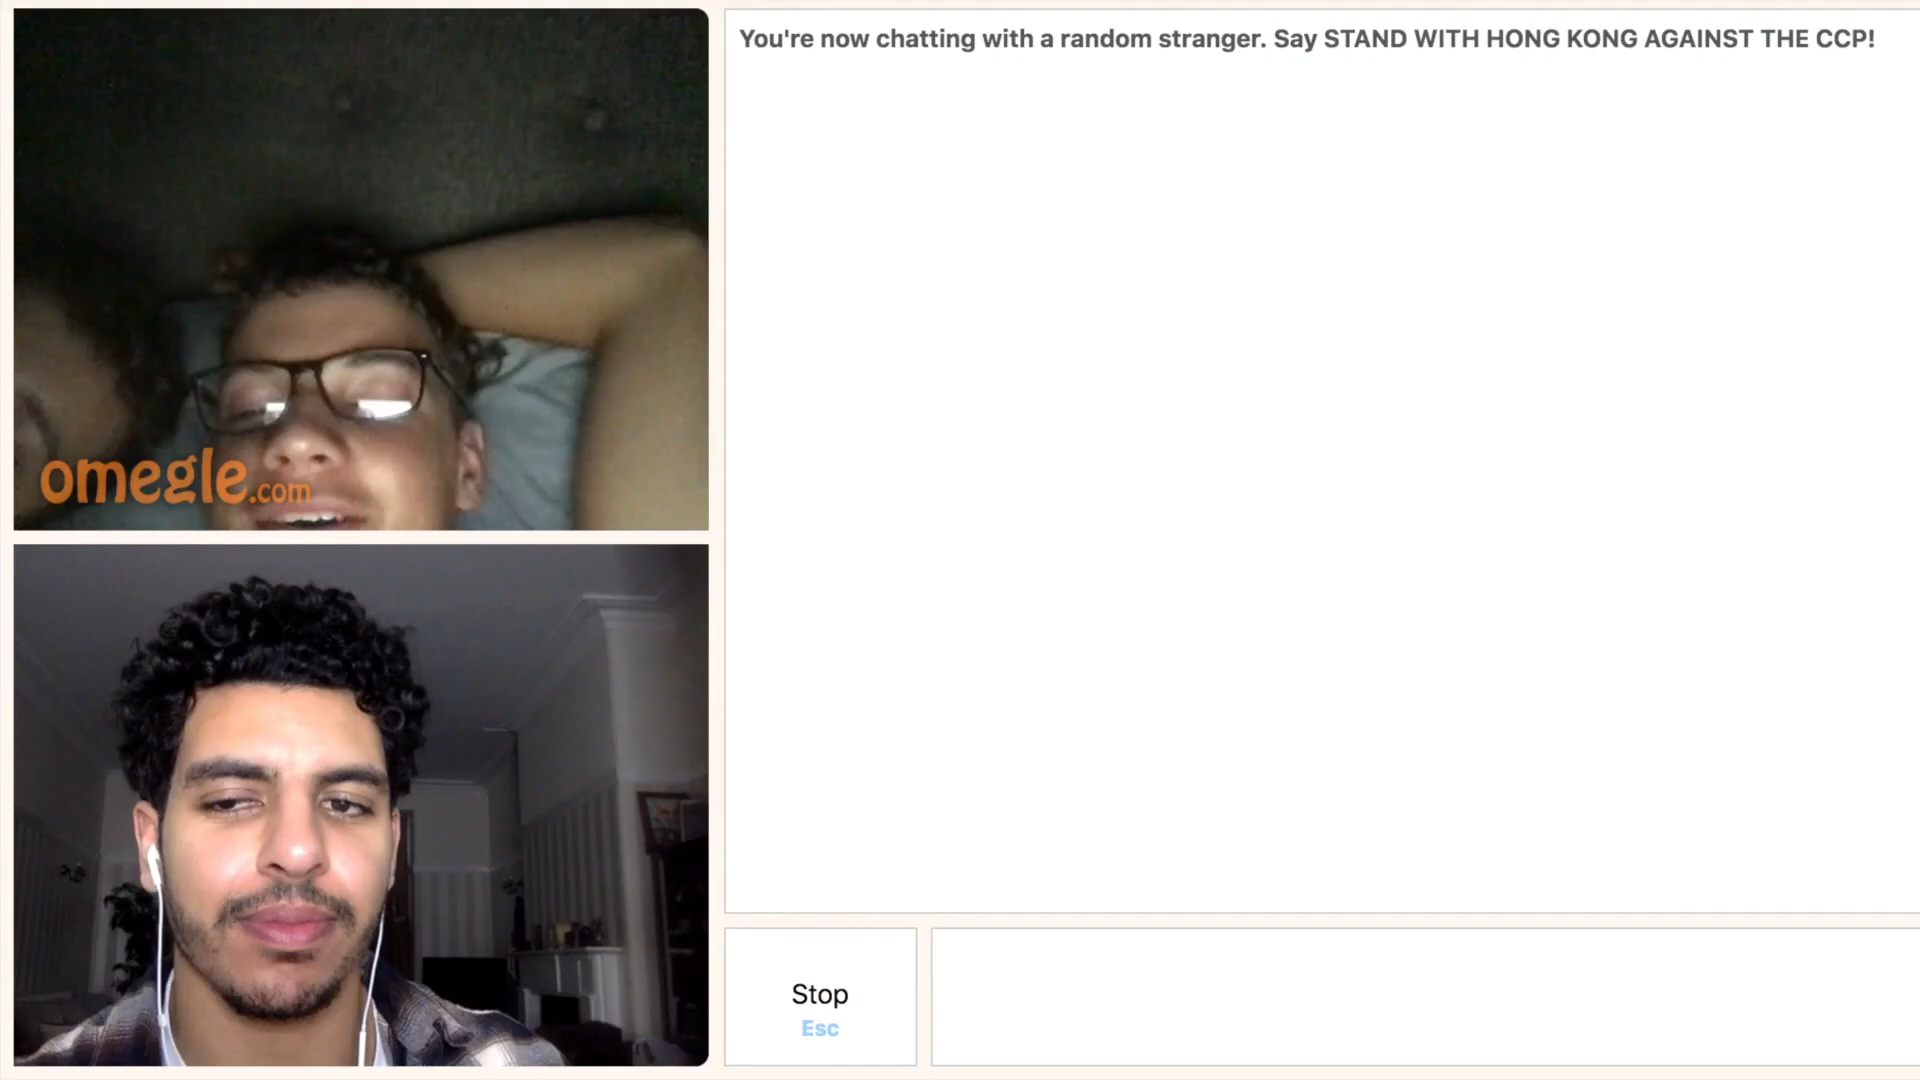 You're now chatting with a random stranger. Say STAND WITH HONG KONG AGAINST THE CCP!
omegle.com
Stop
Esc